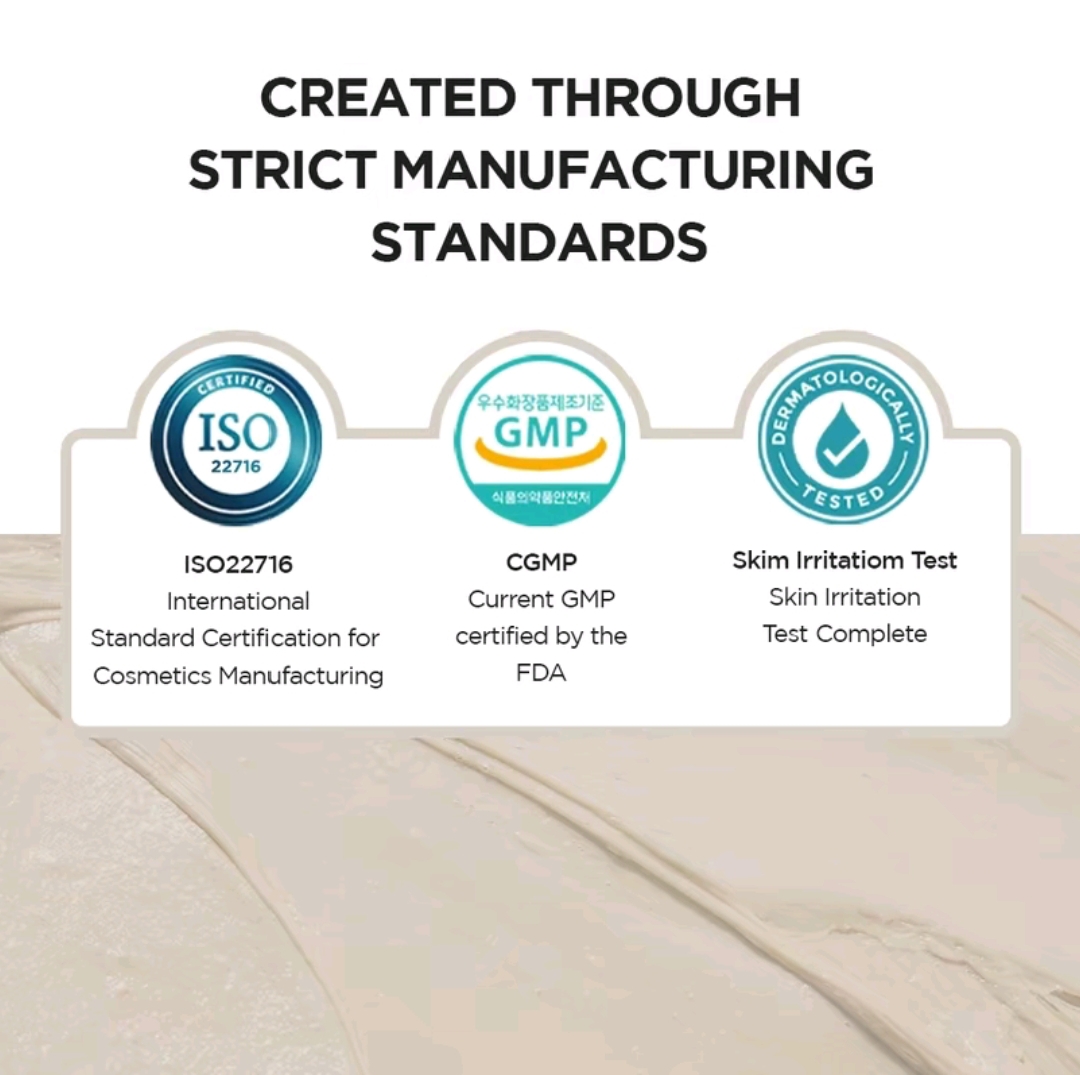 CREATED THROUGH
STRICT MANUFACTURING
STANDARDS
CERTIFIED
ISO
22716
ISO22716
International
Standard Certification for
Cosmetics Manufacturing
우수화장품제조기준
GMP
식품의약품안전처
CGMP
Current GMP
certified by the
FDA
DERMATOLOGICALLY
TESTED
Skim Irritatiom Test
Skin Irritation
Test Complete